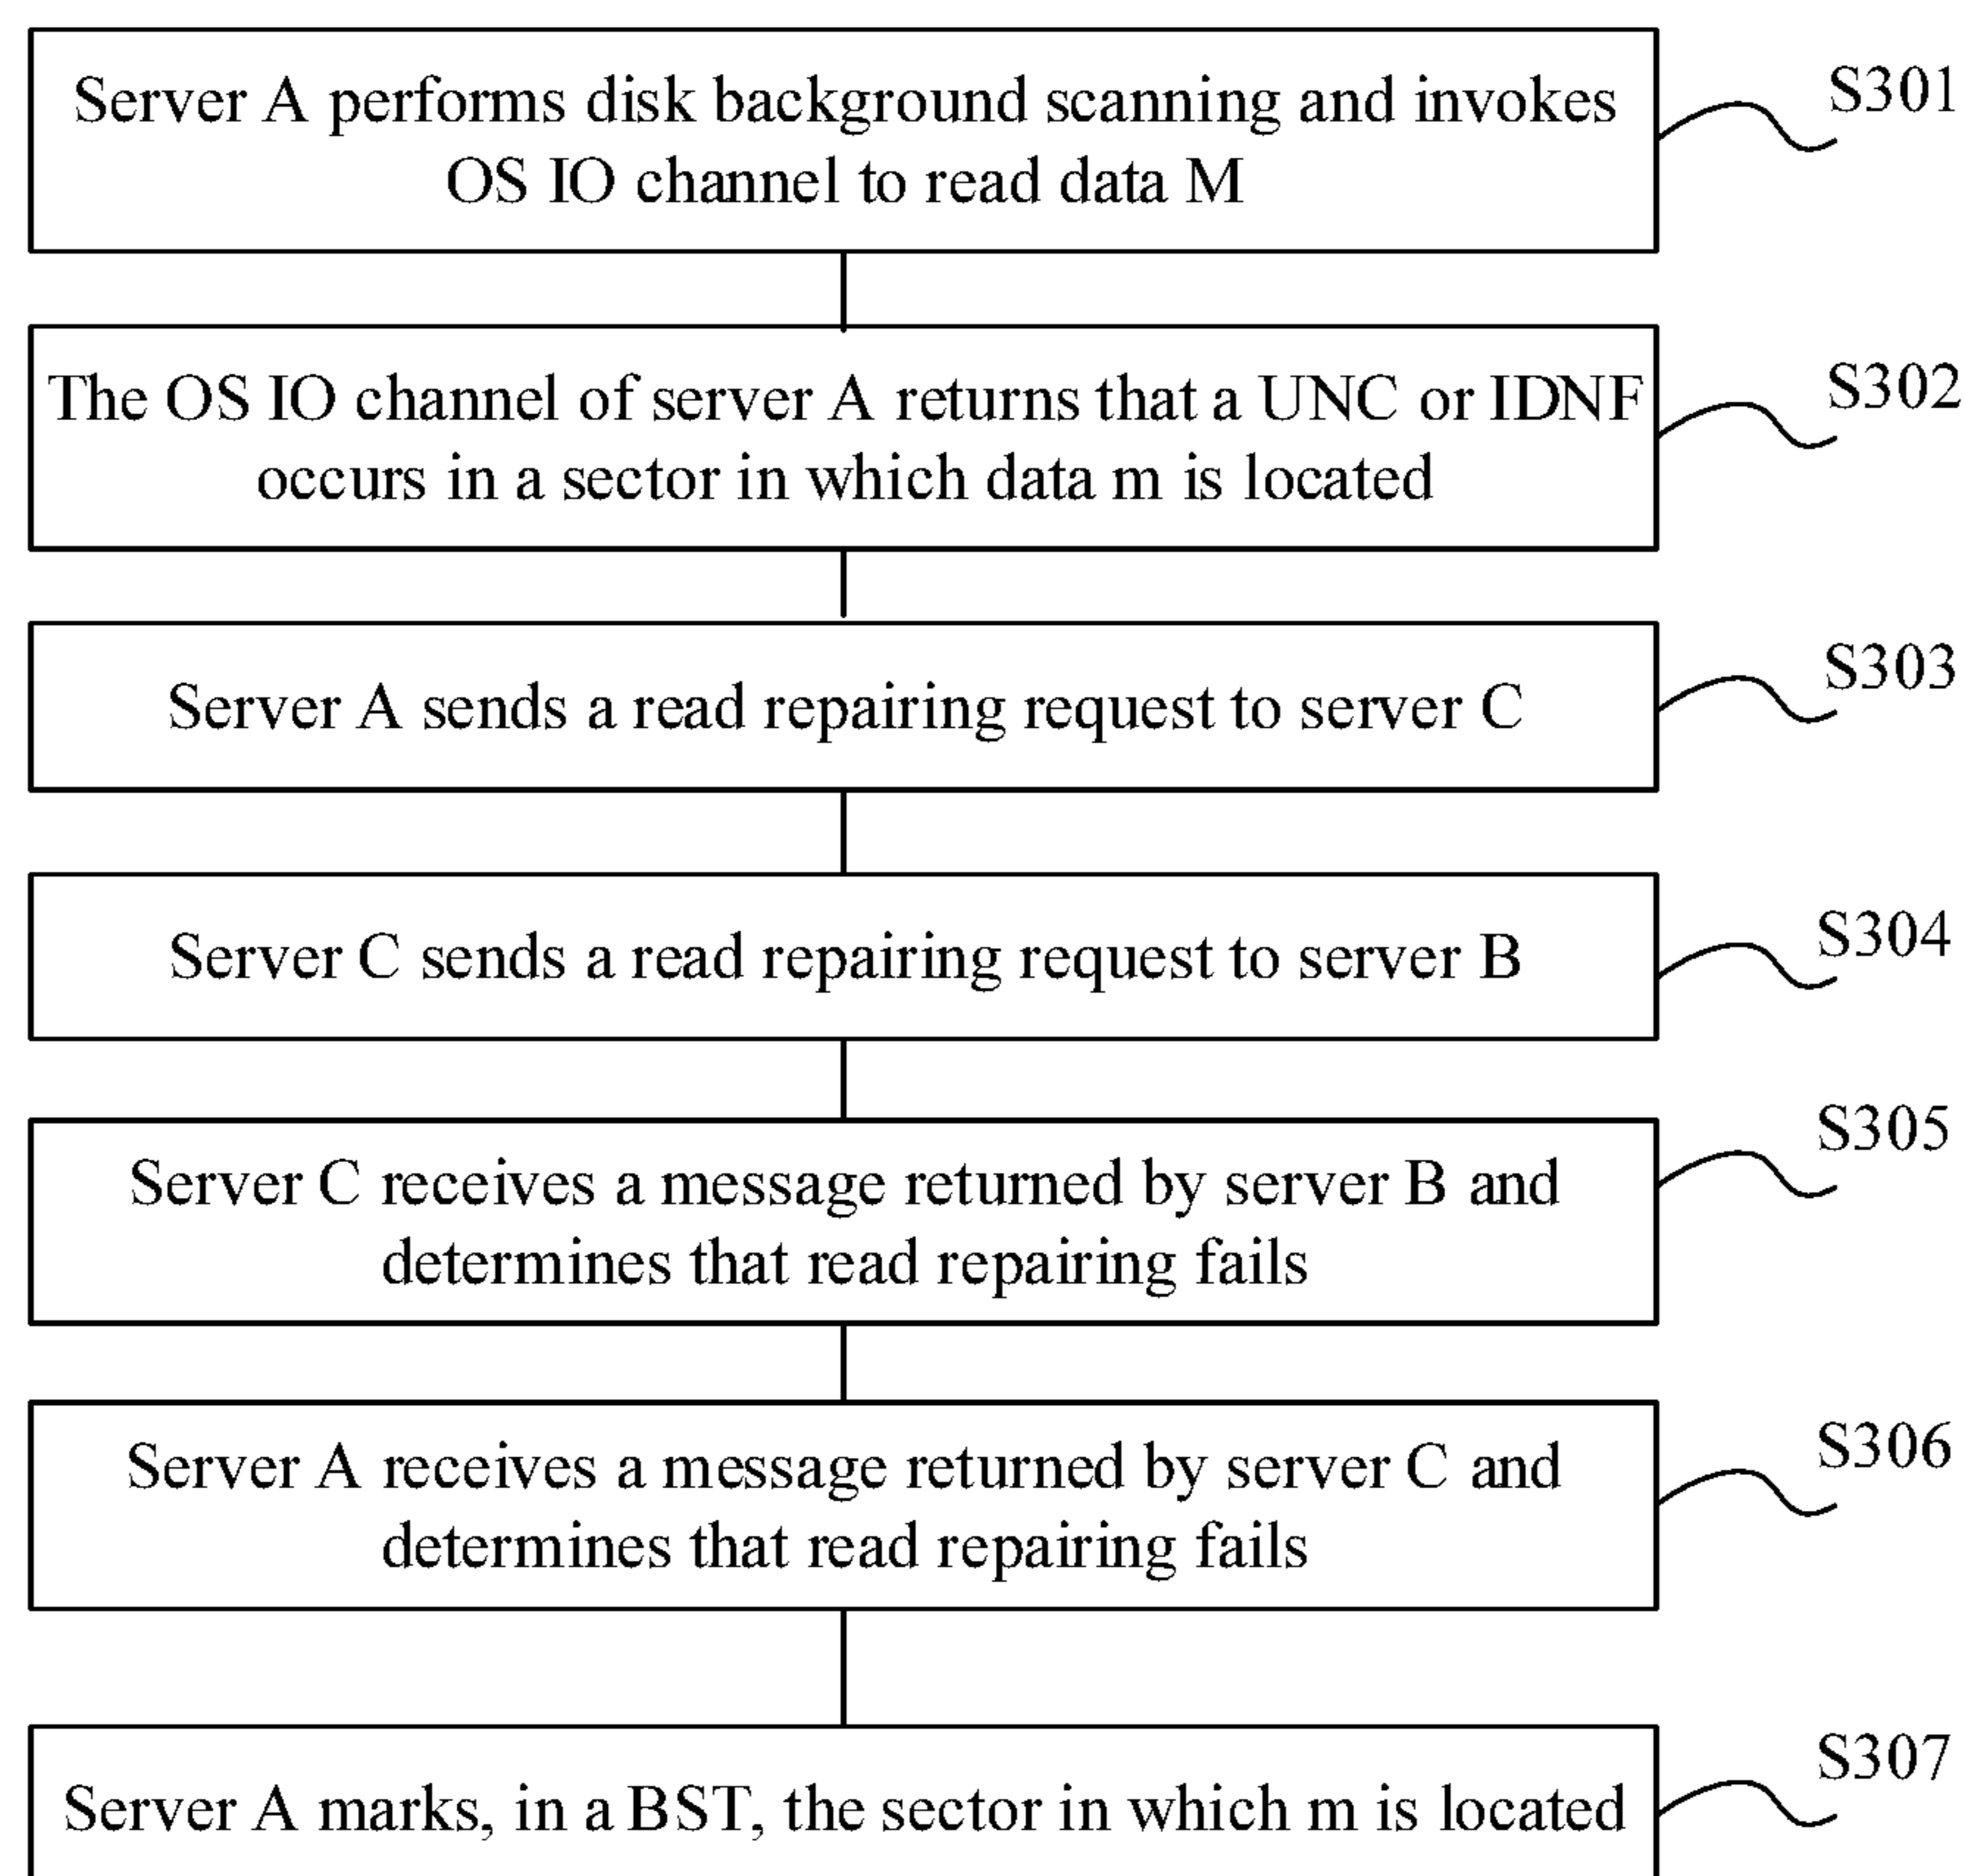 Server A performs disk background scanning and invokes
OS IO channel to read data M
S301
The OS IO channel of server A returns that a UNC or IDNF
occurs in a sector in which data m is located
S302
Server A sends a read repairing request to server C
S303
Server C sends a read repairing request to server B
S304
Server C receives a message returned by server B and
determines that read repairing fails
S305
Server A receives a message returned by server C and
determines that read repairing fails
S306
Server A marks, in a BST, the sector in which m is located
S307